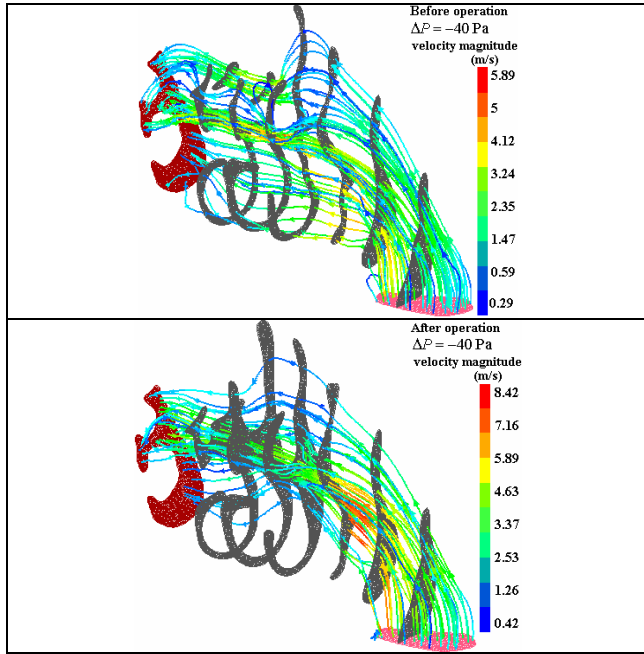 Before operation
ΔP = −40 Pa
velocity magnitude
(m/s)
5.89
5
4.12
3.24
2.35
1.47
0.59
0.29
After operation
ΔP = −40 Pa
velocity magnitude
(m/s)
8.42
7.16
5.89
4.63
3.37
2.53
1.26
0.42